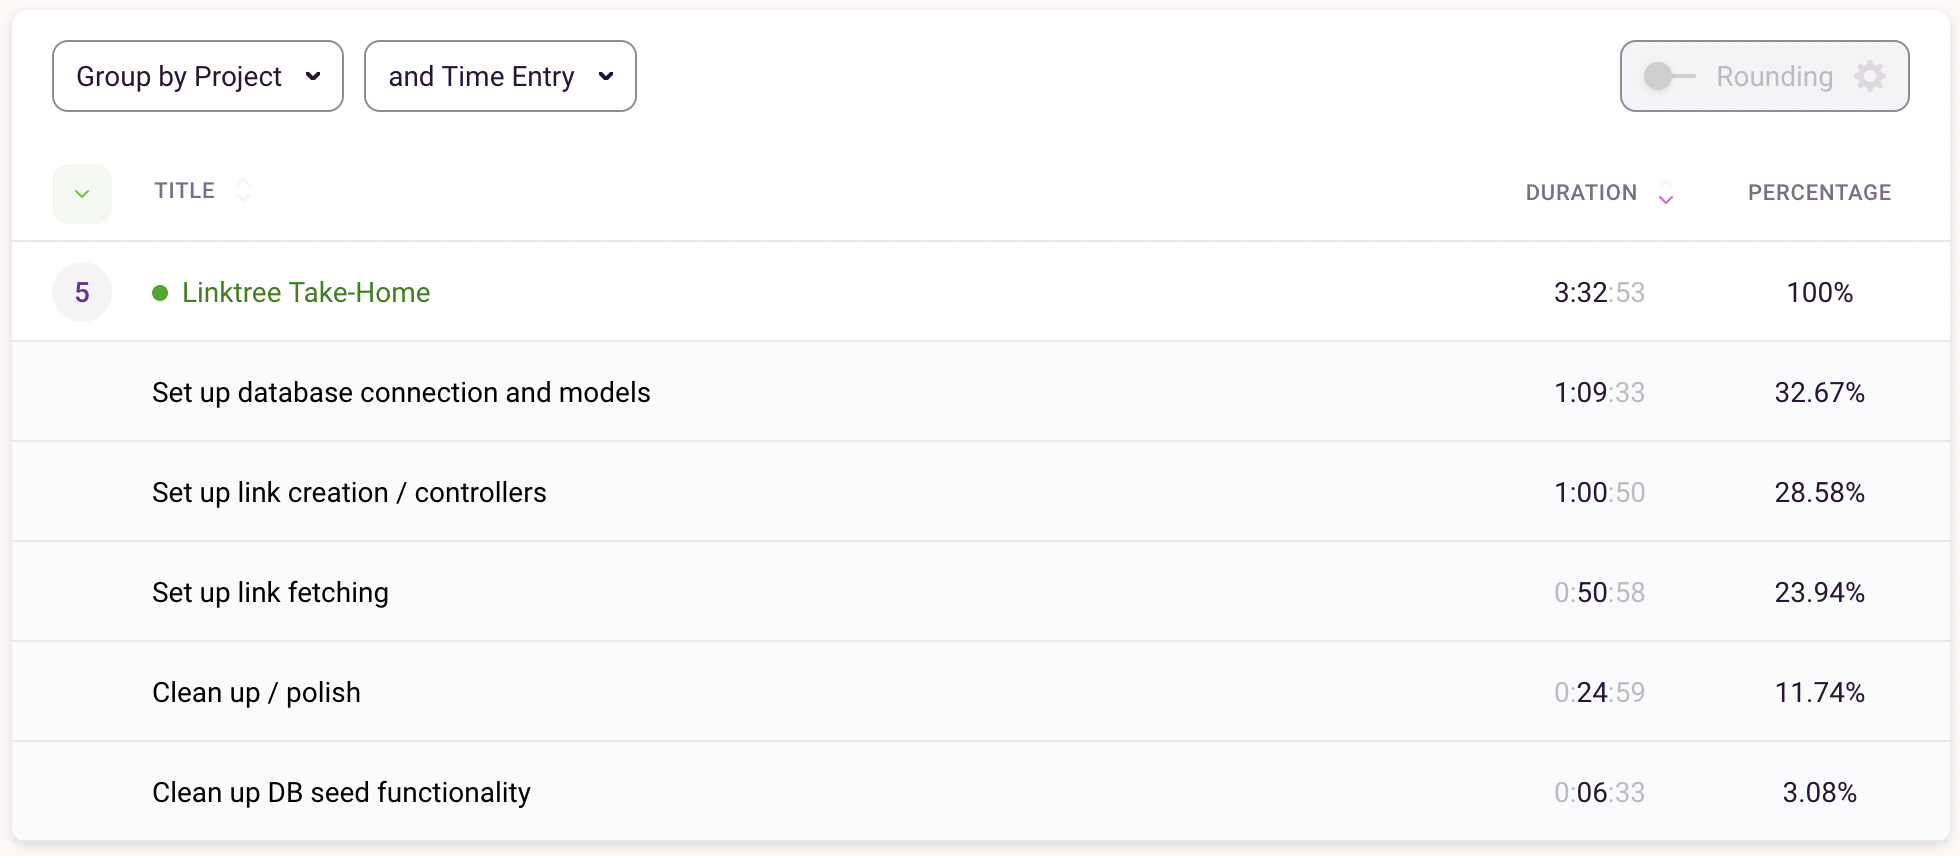 Group by Project and Time Entry Rounding
TITLE DURATION PERCENTAGE
5 Linktree Take-Home 3:32:53 100%
Set up database connection and models 1:09:33 32.67%
Set up link creation / controllers 1:00:50 28.58%
Set up link fetching 0:50:58 23.94%
Clean up / polish 0:24:59 11.74%
Clean up DB seed functionality 0:06:33 3.08%